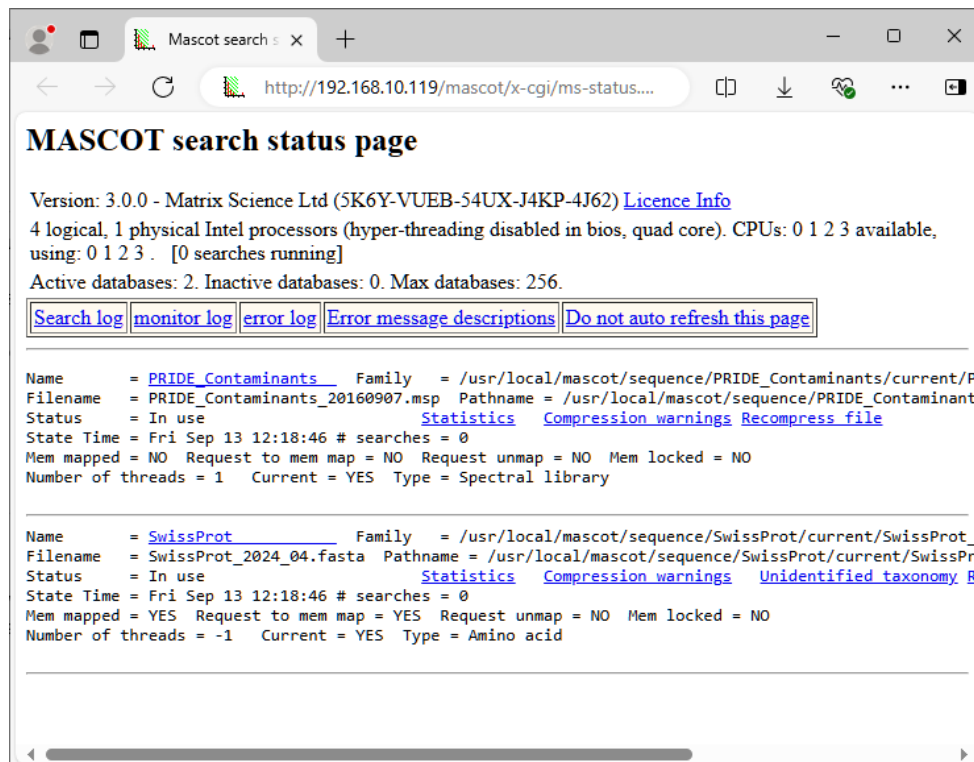 Mascot search s
http://192.168.10.119/mascot/x-cgi/ms-status....
MASCOT search status page
Version: 3.0.0 - Matrix Science Ltd (5K6Y-VUEB-54UX-J4KP-4J62) Licence Info
4 logical, 1 physical Intel processors (hyper-threading disabled in bios, quad core). CPUs: 0 1 2 3 available,
using: 0 1 2 3 .   [0 searches running]
Active databases: 2. Inactive databases: 0. Max databases: 256.
Search log monitor log error log Error message descriptions Do not auto refresh this page
Name = PRIDE_Contaminants Family = /usr/local/mascot/sequence/PRIDE_Contaminants/current/P
Filename = PRIDE_Contaminants_20160907.msp Pathname = /usr/local/mascot/sequence/PRIDE_Contaminant
Status = In use Statistics Compression warnings Recompress file
State Time = Fri Sep 13 12:18:46 # searches = 0
Mem mapped = NO Request to mem map = NO Request unmap = NO Mem locked = NO
Number of threads = 1 Current = YES Type = Spectral library
Name = SwissProt Family = /usr/local/mascot/sequence/SwissProt/current/SwissProt_
Filename = SwissProt_2024_04.fasta Pathname = /usr/local/mascot/sequence/SwissProt/current/SwissPro
Status = In use Statistics Compression warnings Unidentified taxonomy R
State Time = Fri Sep 13 12:18:46 # searches = 0
Mem mapped = YES Request to mem map = YES Request unmap = NO Mem locked = NO
Number of threads = -1 Current = YES Type = Amino acid